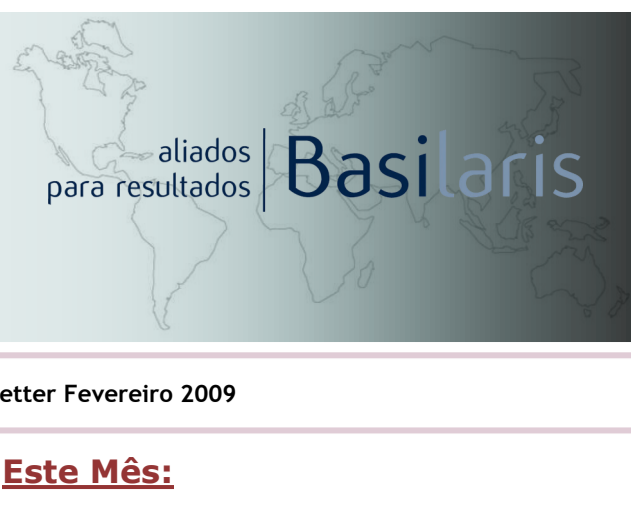 aliados
para resultados
Basilaris
etter Fevereiro 2009
Este Mês: